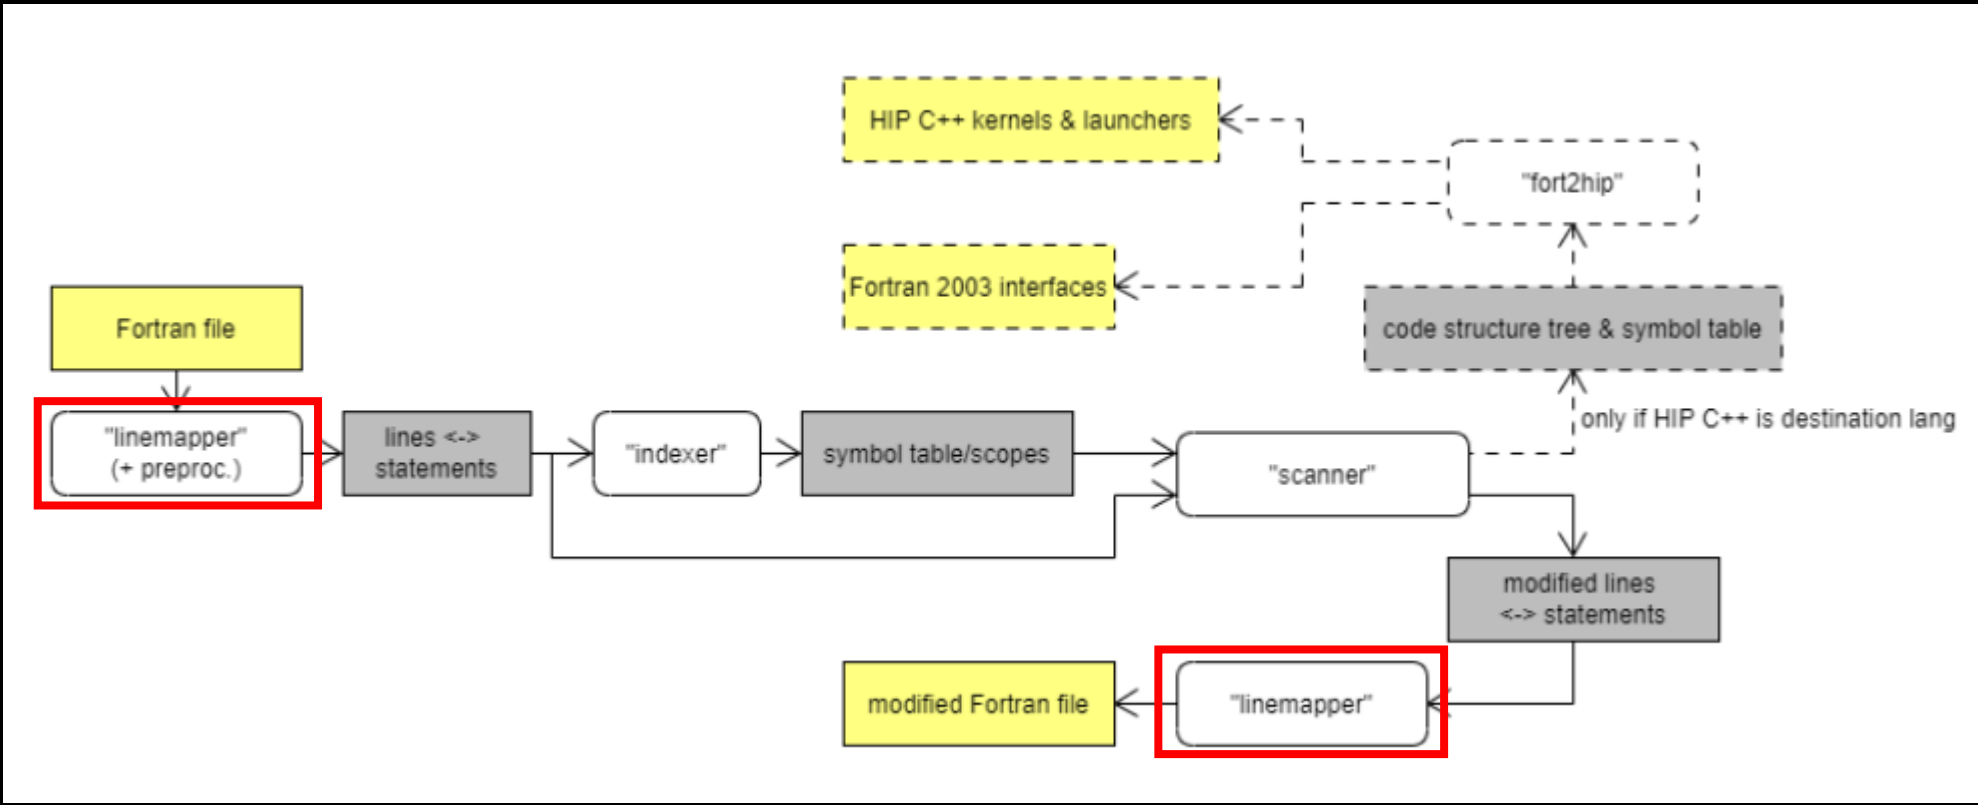 HIP C++ kernels & launchers
"fort2hip"
Fortran 2003 interfaces
Fortran file
code structure tree & symbol table
only if HIP C++ is destination lang
"linemapper"
(+ preproc.)
lines <->
statements
"indexer"
symbol table/scopes
"scanner"
modified lines
<-> statements
modified Fortran file
"linemapper"